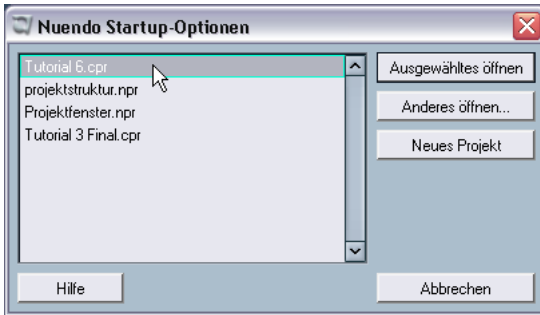 Nuendo Startup-Optionen
Tutorial 6.cpr
projektstruktur.npr
Projektfenster.npr
Tutorial 3 Final.cpr
Ausgewähltes öffnen
Anderes öffnen...
Neues Projekt
Hilfe
Abbrechen